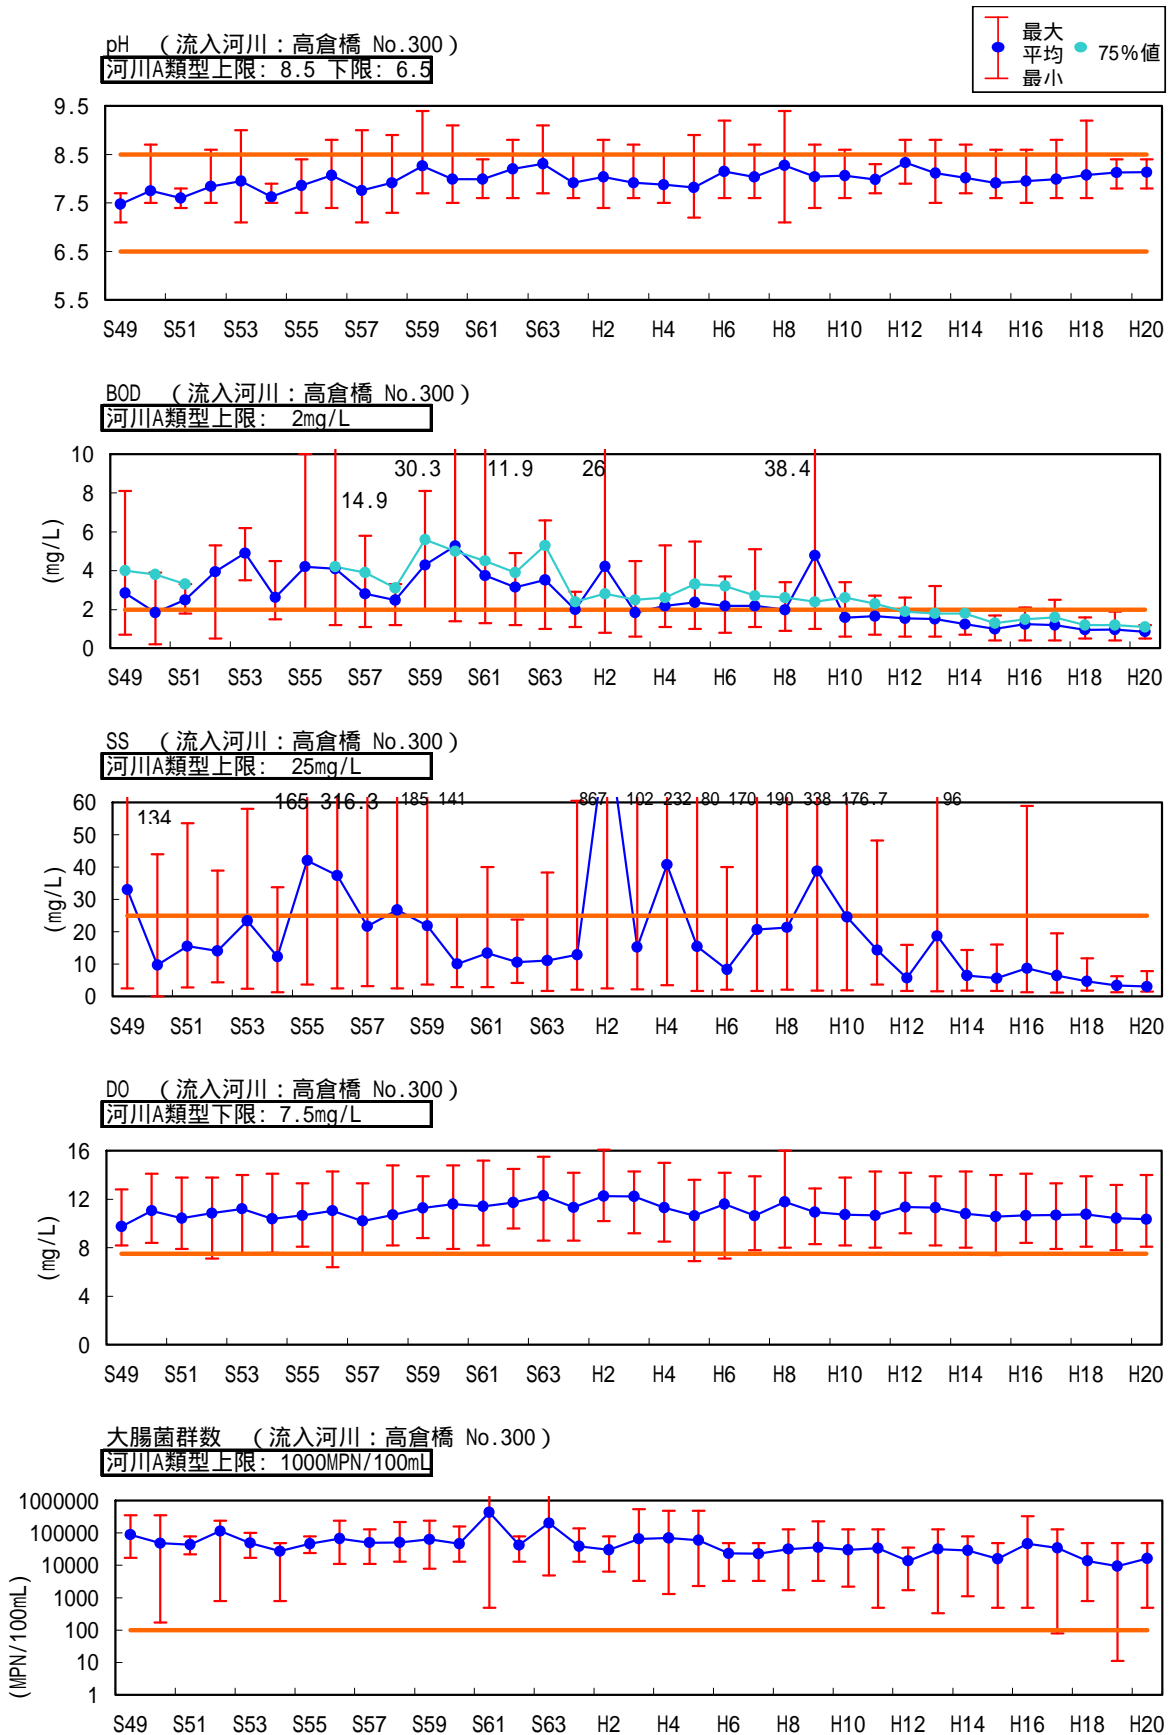 最大
平均
最小
75%値
pH （流入河川：高倉橋 No.300）
河川A類型上限: 8.5 下限: 6.5
9.5
8.5
7.5
6.5
5.5
S49 S51 S53 S55 S57 S59 S61 S63 H2 H4 H6 H8 H10 H12 H14 H16 H18 H20
BOD （流入河川：高倉橋 No.300）
河川A類型上限: 2mg/L
(mg/L)
10
8
6
4
2
0
30.3 11.9 26 38.4
14.9
S49 S51 S53 S55 S57 S59 S61 S63 H2 H4 H6 H8 H10 H12 H14 H16 H18 H20
SS （流入河川：高倉橋 No.300）
河川A類型上限: 25mg/L
(mg/L)
60
50
40
30
20
10
0
165 316.3 185 141 867 102 232 80 170 190 338 176.7 96
134
S49 S51 S53 S55 S57 S59 S61 S63 H2 H4 H6 H8 H10 H12 H14 H16 H18 H20
DO （流入河川：高倉橋 No.300）
河川A類型下限: 7.5mg/L
(mg/L)
16
12
8
4
0
S49 S51 S53 S55 S57 S59 S61 S63 H2 H4 H6 H8 H10 H12 H14 H16 H18 H20
大腸菌群数 （流入河川：高倉橋 No.300）
河川A類型上限: 1000MPN/100mL
(MPN/100mL)
1000000
100000
10000
1000
100
10
1
S49 S51 S53 S55 S57 S59 S61 S63 H2 H4 H6 H8 H10 H12 H14 H16 H18 H20